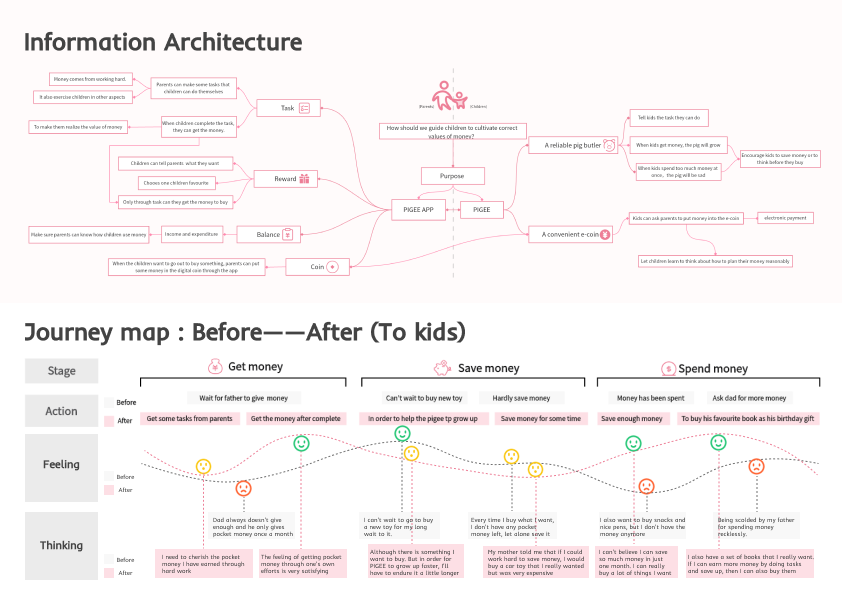 Information Architecture
Money comes from working hard.
It also exercise children in other aspects
Parents can make some tasks that
children can do themselves
Task
To make them realize the value of money
When children complete the task,
they can get the money.
Children can tell parents what they want
Chooes one children favourite
Only through task can they get the money to buy
Reward
Make sure parents can know how children use money
Income and expenditure
Balance
When the children want to go out to buy something, parents can put
some money in the digital coin through the app
Coin
(Parents)
(Children)
How should we guide children to cultivate correct
values of money?
Purpose
PIGEE APP
PIGEE
A reliable pig butler
Tell kids the task they can do
When kids get money, the pig will grow
When kids spend too much money at
once, the pig will be sad
Encourage kids to save money or to
think before they buy
A convenient e-coin
Kids can ask parents to put money into the e-coin
electronic payment
Let children learn to think about how to plan their money reasonably
Journey map : Before——After (To kids)
Stage
Get money
Save money
Spend money
Action
Before
After
Wait for father to give money
Can't wait to buy new toy
Hardly save money
Money has been spent
Ask dad for more money
Get some tasks from parents
Get the money after complete
In order to help the pigee tp grow up
Save money for some time
Save enough money
To buy his favourite book as his birthday gift
Feeling
Before
After
Thinking
Before
After
Dad always doesn't give
enough and he only gives
pocket money once a month
I can't wait to go to buy
a new toy for my long
wait to it.
Every time I buy what I want,
I don't have any pocket
money left, let alone save it
I also want to buy snacks and
nice pens, but I don't have the
money anymore
Being scolded by my father
for spending money
recklessly.
I need to cherish the pocket
money I have earned through
hard work
The feeling of getting pocket
money through one's own
efforts is very satisfying
Although there is something I
want to buy. But in order for
PIGEE to grow up faster, I'll
have to endure it a little longer
My mother told me that if I could
work hard to save money, I would
buy a car toy that I really wanted
but was very expensive
I can't believe I can save
so much money in just
one month. I can really
buy a lot of things I want
I also have a set of books that I really want.
If I can earn more money by doing tasks
and save up, then I can also buy them